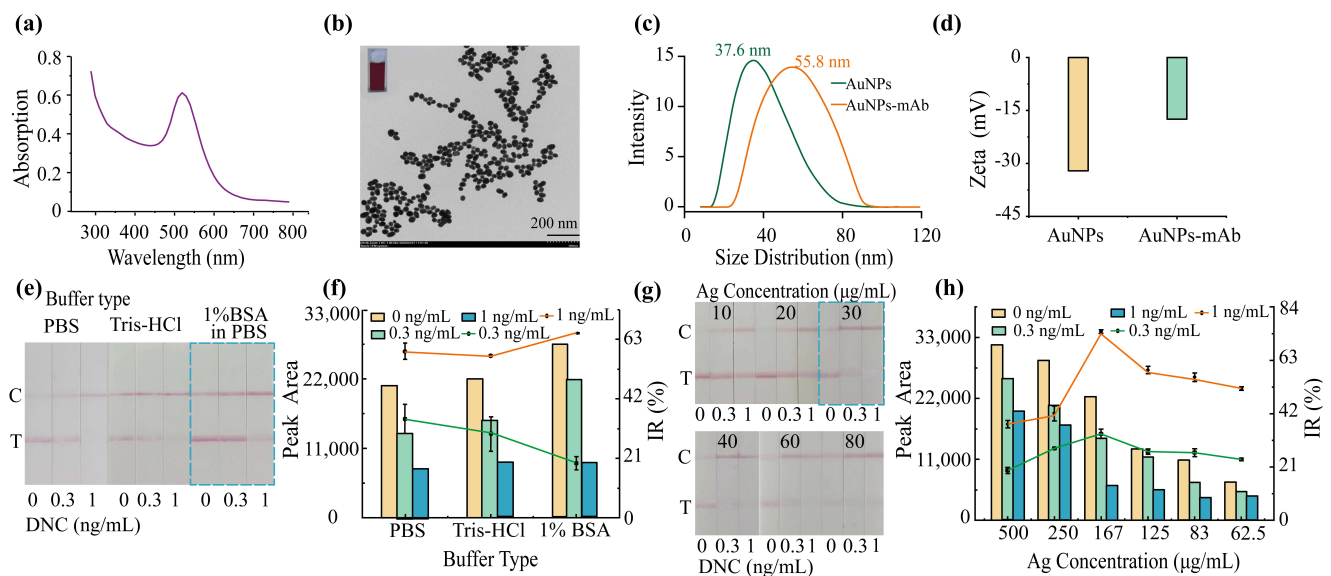 (a)
0.8
0.6
0.4
0.2
0
Absorption
300 400 500 600 700 800
Wavelength (nm)
(b)
200 nm
(c)
37.6 nm
55.8 nm
AuNPs
AuNPs-mAb
15
10
5
0
Intensity
0 40 80 120
Size Distribution (nm)
(d)
0
-15
-30
-45
Zeta (mV)
AuNPs AuNPs-mAb
(e)
Buffer type
PBS Tris-HCl 1%BSA
in PBS
C
T
0 0.3 1 0 0.3 1 0 0.3 1
DNC (ng/mL)
(f)
0 ng/mL 1 ng/mL 1 ng/mL
0.3 ng/mL 0.3 ng/mL
33,000
22,000
11,000
0
Peak Area
63
42
21
0
IR (%)
PBS Tris-HCl 1% BSA
Buffer Type
(g)
Ag Concentration (μg/mL)
10 20 30
C
T
0 0.3 1 0 0.3 1 0 0.3 1
40 60 80
C
T
0 0.3 1 0 0.3 1 0 0.3 1
DNC (ng/mL)
(h)
0 ng/mL 1 ng/mL 1 ng/mL
0.3 ng/mL 0.3 ng/mL
33,000
22,000
11,000
0
Peak Area
84
63
42
21
0
IR (%)
500 250 167 125 83 62.5
Ag Concentration (μg/mL)